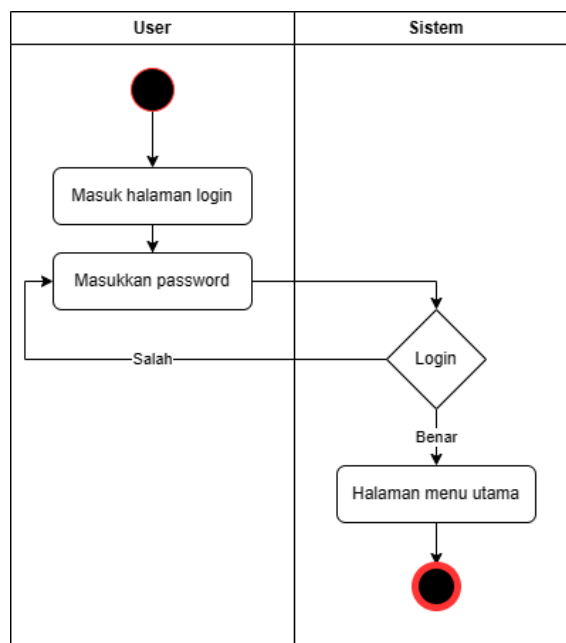 User
Sistem
Masuk halaman login
Masukkan password
Login
Salah
Benar
Halaman menu utama